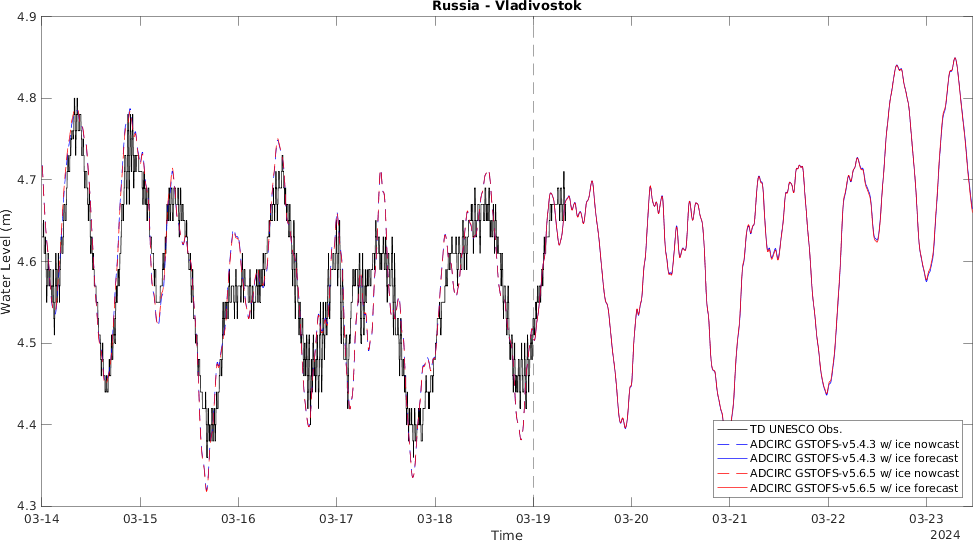 Russia - Vladivostok
Water Level (m)
4.9
4.8
4.7
4.6
4.5
4.4
4.3
TD UNESCO Obs.
ADCIRC GSTOFS-v5.4.3 w/ ice nowcast
ADCIRC GSTOFS-v5.4.3 w/ ice forecast
ADCIRC GSTOFS-v5.6.5 w/ ice nowcast
ADCIRC GSTOFS-v5.6.5 w/ ice forecast
03-14 03-15 03-16 03-17 03-18 03-19 03-20 03-21 03-22 03-23
Time
2024